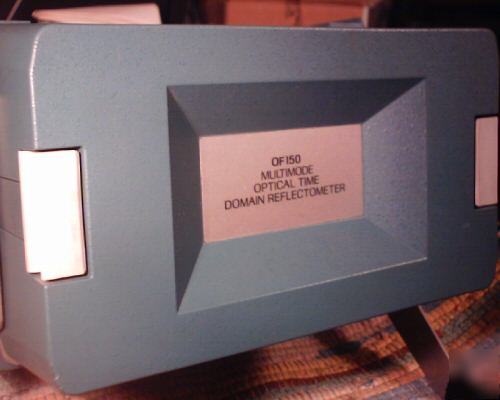 OF150
MULTIMODE
OPTICAL TIME
DOMAIN REFLECTOMETER